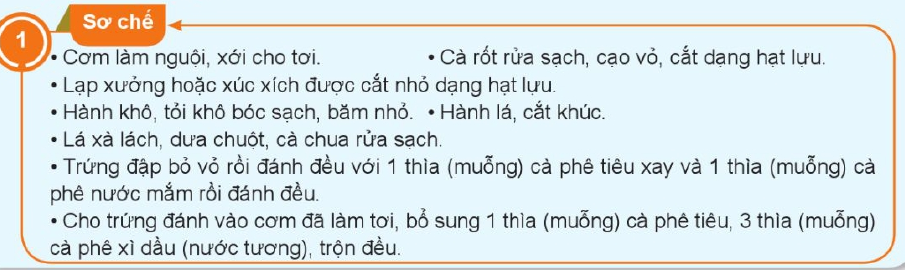 1
Sơ chế
• Cơm làm nguội, xới cho tơi. • Cà rốt rửa sạch, cạo vỏ, cắt dạng hạt lựu.
• Lạp xưởng hoặc xúc xích được cắt nhỏ dạng hạt lựu.
• Hành khô, tỏi khô bóc sạch, băm nhỏ. • Hành lá, cắt khúc.
• Lá xà lách, dưa chuột, cà chua rửa sạch.
• Trứng đập bỏ vỏ rồi đánh đều với 1 thìa (muỗng) cà phê tiêu xay và 1 thìa (muỗng) cà
phê nước mắm rồi đánh đều.
• Cho trứng đánh vào cơm đã làm tơi, bổ sung 1 thìa (muỗng) cà phê tiêu, 3 thìa (muỗng)
cà phê xì dầu (nước tương), trộn đều.